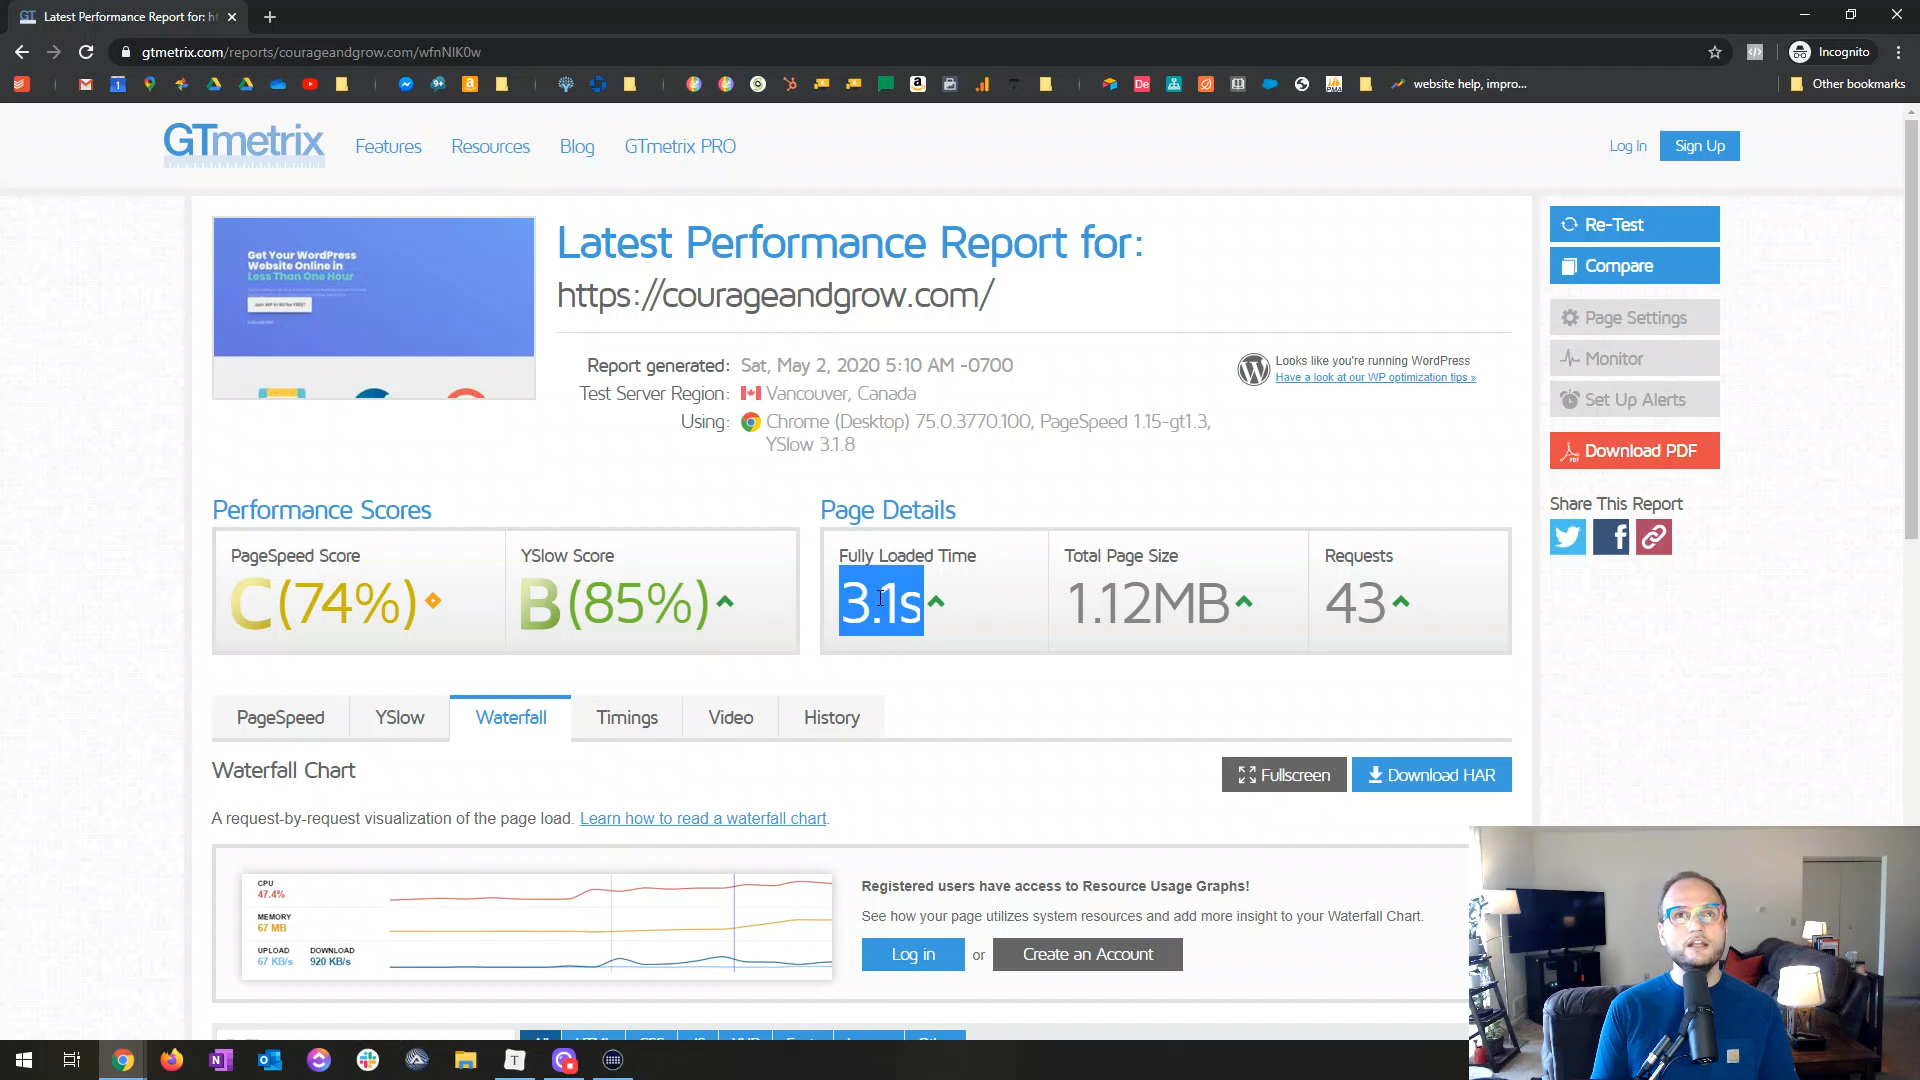 Latest Performance Report for: ht
gtmetrix.com/reports/courageandgrow.com/wfnNIK0w
Incognito
website help, impro...
Other bookmarks
GTmetrix
Features
Resources
Blog
GTmetrix PRO
Log In
Sign Up
Get Your WordPress
Website Online in
Less Than One Hour
Join WP in 60 for FREE!
Latest Performance Report for:
https://courageandgrow.com/
Report generated: Sat, May 2, 2020 5:10 AM -0700
Test Server Region: Vancouver, Canada
Using: Chrome (Desktop) 75.0.3770.100, PageSpeed 1.15-gt1.3,
YSlow 3.1.8
Looks like you're running WordPress
Have a look at our WP optimization tips »
Re-Test
Compare
Page Settings
Monitor
Set Up Alerts
PDF
Download PDF
Share This Report
Performance Scores
PageSpeed Score
C(74%)
YSlow Score
B(85%)
Page Details
Fully Loaded Time
3.1s
Total Page Size
1.12MB
Requests
43
PageSpeed
YSlow
Waterfall
Timings
Video
History
Waterfall Chart
Fullscreen
Download HAR
A request-by-request visualization of the page load. Learn how to read a waterfall chart.
CPU
47.4%
MEMORY
67 MB
UPLOAD
67 KB/s
DOWNLOAD
920 KB/s
Registered users have access to Resource Usage Graphs!
See how your page utilizes system resources and add more insight to your Waterfall Chart.
Log in
or
Create an Account